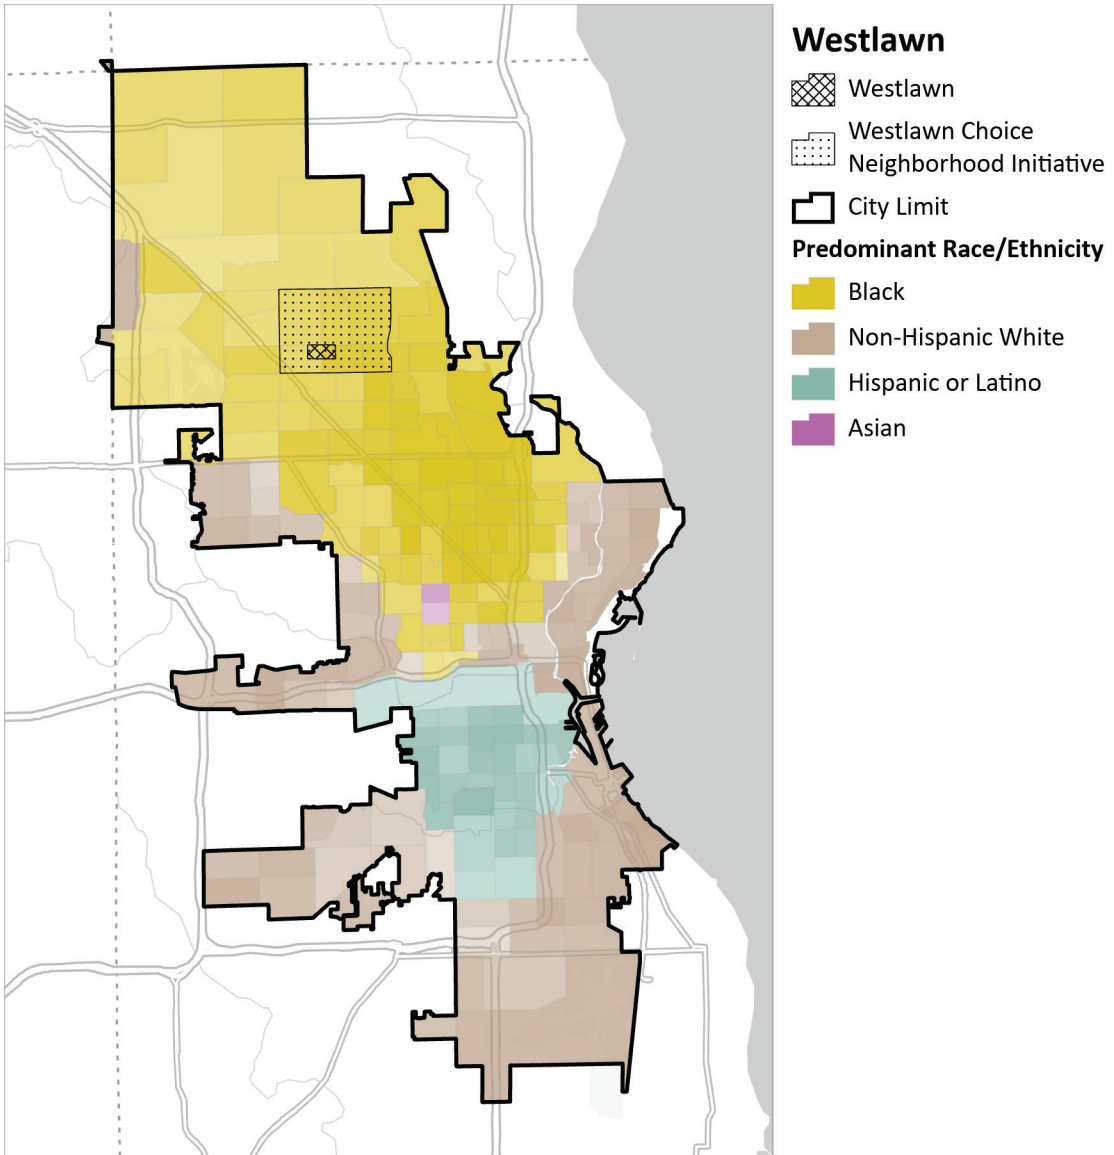 Westlawn
Westlawn
Westlawn Choice
Neighborhood Initiative
City Limit
Predominant Race/Ethnicity
Black
Non-Hispanic White
Hispanic or Latino
Asian